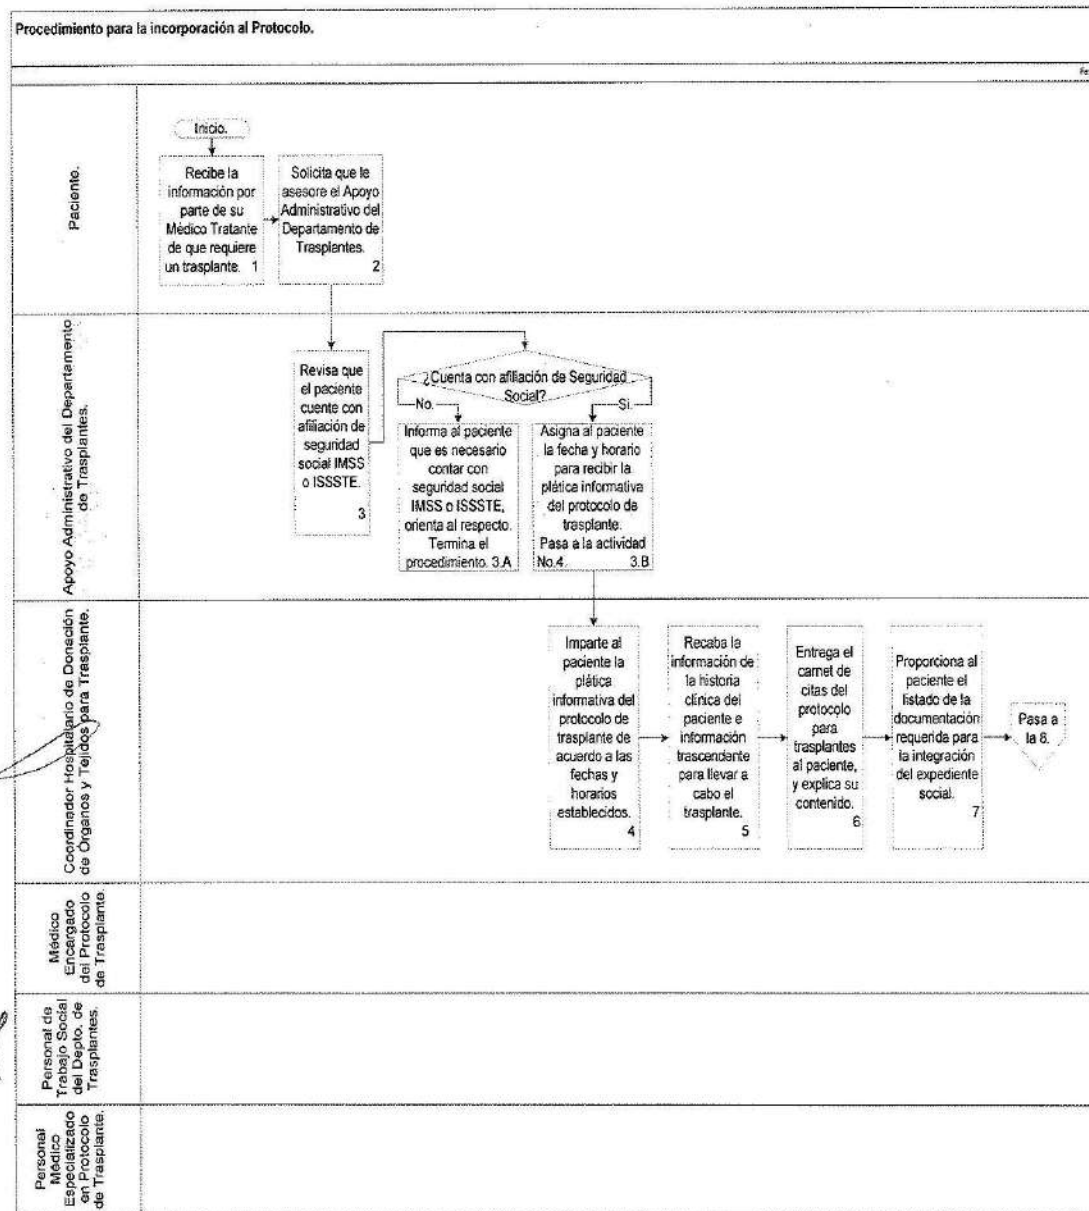 Procedimiento para la incorporación al Protocolo.
Paciente.
Inicio.
Recibe la
información por
parte de su
Médico Tratante
de que requiere
un trasplante. 1
Solicita que le
asesore el Apoyo
Administrativo del
Departamento de
Trasplantes.
2
Apoyo Administrativo del Departamento
de Trasplantes.
Revisa que
el paciente
cuente con
afiliación de
seguridad
social IMSS
o ISSSTE.
3
¿Cuenta con afiliación de Seguridad
Social?
No.
Si.
Informa al paciente
que es necesario
contar con
seguridad social
IMSS o ISSSTE,
orienta al respecto.
Termina el
procedimiento. 3.A
Asigna al paciente
la fecha y horario
para recibir la
plática informativa
del protocolo de
trasplante.
Pasa a la actividad
No.4. 3.B
Coordinador Hospitalario de Donación
de Órganos y Tejidos para Trasplante.
Imparte al
paciente la
plática
informativa del
protocolo de
trasplante de
acuerdo a las
fechas y
horarios
establecidos.
4
Recaba la
información de
la historia
clínica del
paciente e
información
trascendente
para llevar a
cabo el
trasplante.
5
Entrega el
carnet de
citas del
protocolo
para
trasplantes
al paciente,
y explica su
contenido.
6
Proporciona al
paciente el
listado de la
documentación
requerida para
la integración
del expediente
social.
7
Pasa a
la 8.
Médico
Encargado
del Protocolo
de Trasplante.
Personal de
Trabajo Social
del Depto. de
Trasplantes.
Personal
Médico
Especializado
en Protocolo
de Trasplante.